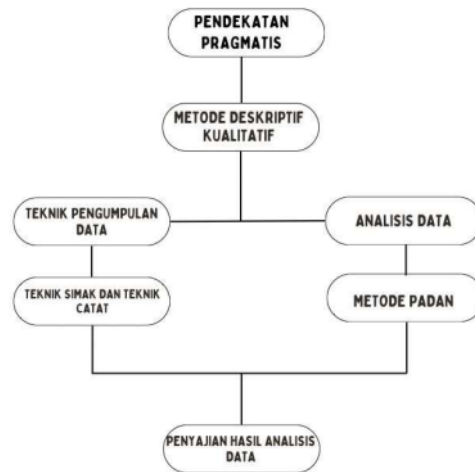 PENDEKATAN
PRAGMATIS
METODE DESKRIPTIF
KUALITATIF
TEKNIK PENGUMPULAN
DATA
ANALISIS DATA
TEKNIK SIMAK DAN TEKNIK
CATAT
METODE PADAN
PENYAJIAN HASIL ANALISIS
DATA